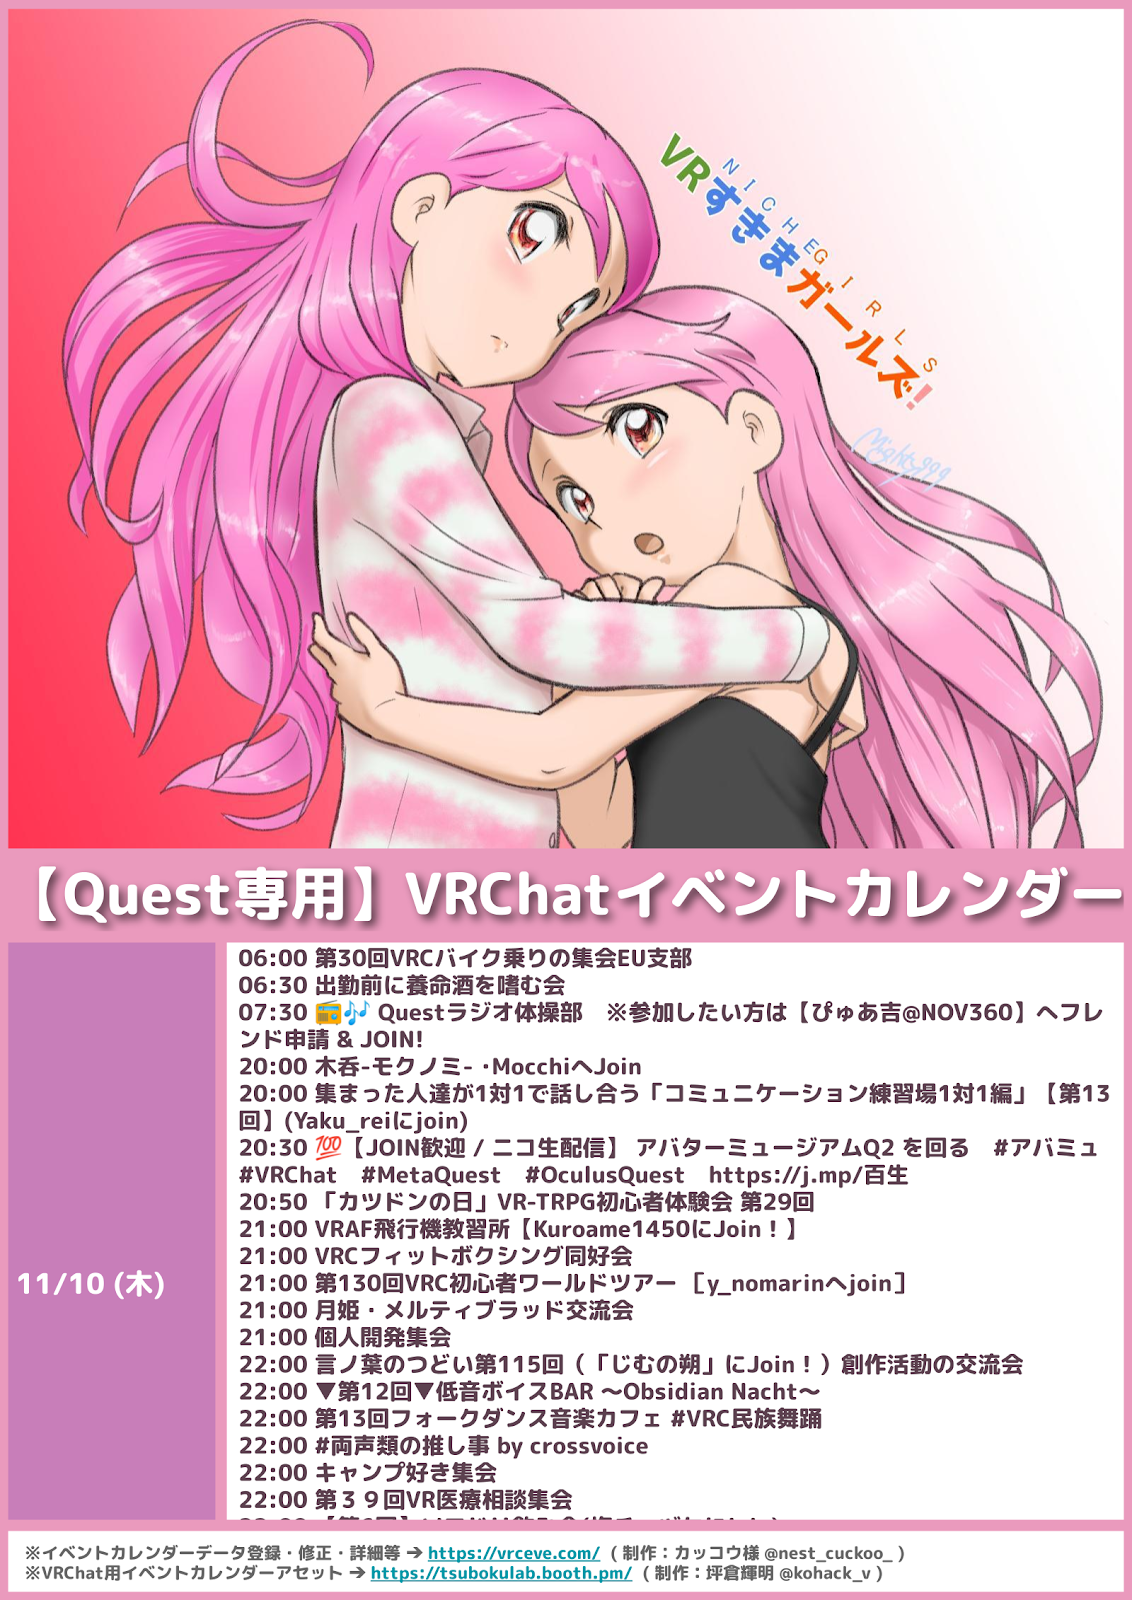 NICHEGIRLS
VRすきまガールズ!
Mighty999
【Quest専用】VRChatイベントカレンダー
11/10 (木)
06:00 第30回VRCバイク乗りの集会EU支部
06:30 出勤前に養命酒を嗜む会
07:30 📻🎶 Questラジオ体操部　※参加したい方は【ぴゅあ吉@NOV360】へフレ
ンド申請 & JOIN!
20:00 木呑-モクノミ- ·MocchiへJoin
20:00 集まった人達が1対1で話し合う「コミュニケーション練習場1対1編」【第13
回】(Yaku_reiにjoin)
20:30 💯【JOIN歓迎 / ニコ生配信】 アバターミュージアムQ2 を回る　#アバミュ
#VRChat　#MetaQuest　#OculusQuest　https://j.mp/百生
20:50 「カツドンの日」VR-TRPG初心者体験会 第29回
21:00 VRAF飛行機教習所【Kuroame1450にJoin！】
21:00 VRCフィットボクシング同好会
21:00 第130回VRC初心者ワールドツアー ［y_nomarinへjoin］
21:00 月姫・メルティブラッド交流会
21:00 個人開発集会
22:00 言ノ葉のつどい第115回（「じむの朔」にJoin！）創作活動の交流会
22:00 ▼第12回▼低音ボイスBAR 〜Obsidian Nacht〜
22:00 第13回フォークダンス音楽カフェ #VRC民族舞踊
22:00 #両声類の推し事 by crossvoice
22:00 キャンプ好き集会
22:00 第３９回VR医療相談集会
※イベントカレンダーデータ登録・修正・詳細等 ➔ https://vrceve.com/ （ 制作：カッコウ様 @nest_cuckoo_ ）
※VRChat用イベントカレンダーアセット ➔ https://tsubokulab.booth.pm/ （ 制作：坪倉輝明 @kohack_v ）